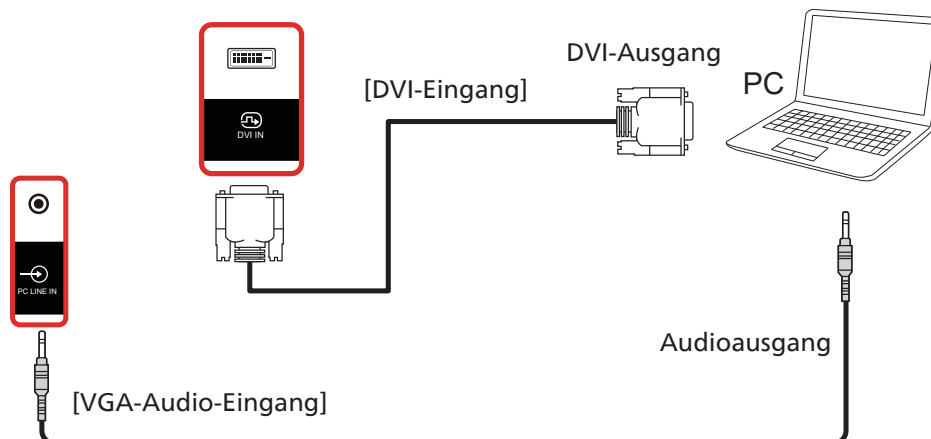 DVI-Ausgang
[DVI-Eingang]
PC
DVI IN
PC LINE IN
Audioausgang
[VGA-Audio-Eingang]